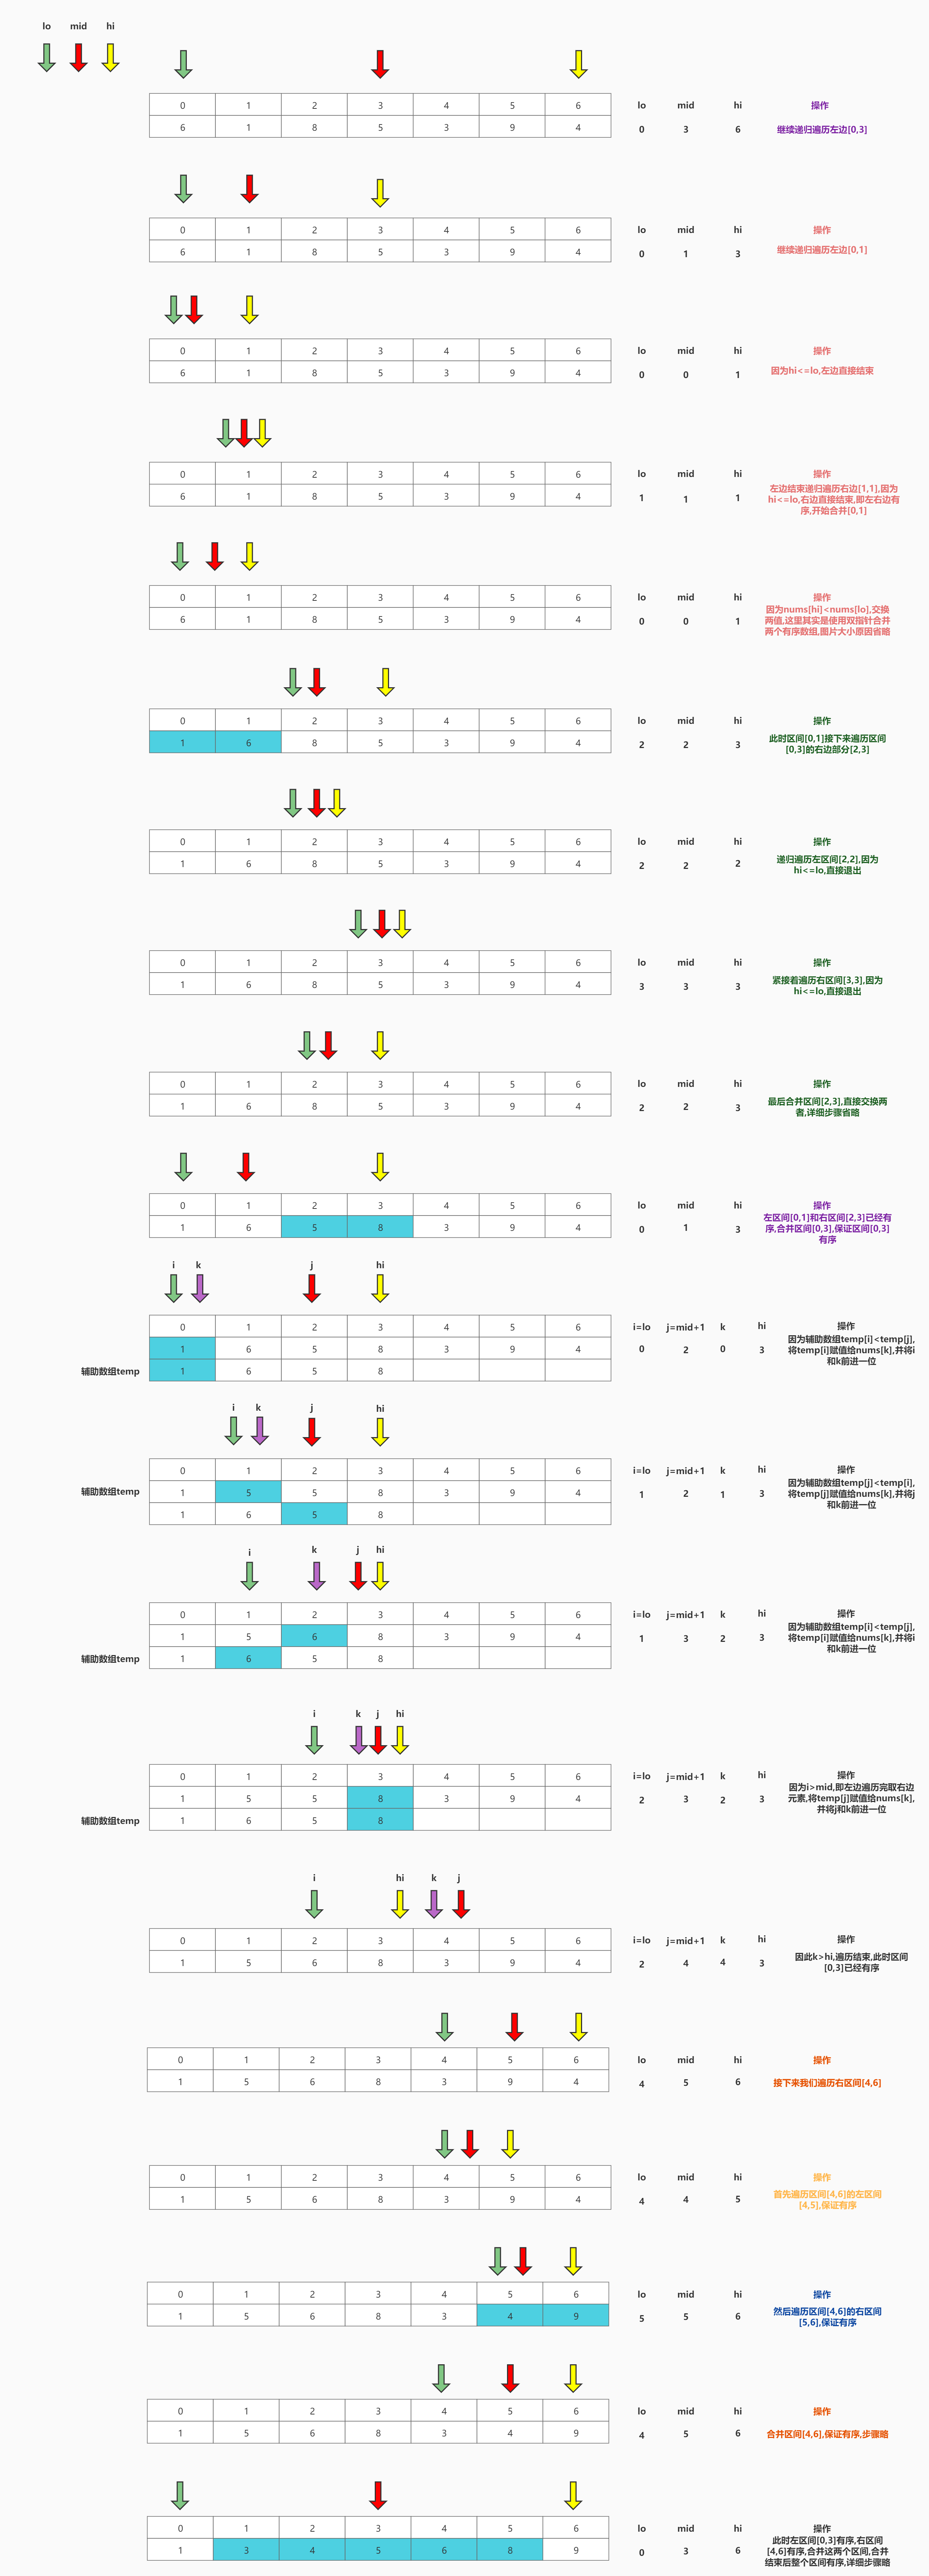 lo mid hi
0 1 2 3 4 5 6 lo mid hi 操作
6 1 8 5 3 9 4 0 3 6 继续递归遍历左边[0,3]
0 1 2 3 4 5 6 lo mid hi 操作
6 1 8 5 3 9 4 0 1 3 继续递归遍历左边[0,1]
0 1 2 3 4 5 6 lo mid hi 操作
6 1 8 5 3 9 4 0 0 1 因为hi<=lo,左边直接结束
0 1 2 3 4 5 6 lo mid hi 操作
6 1 8 5 3 9 4 1 1 1 左边结束递归遍历右边[1,1],因为
hi<=lo,右边直接结束,即左右边有
序,开始合并[0,1]
0 1 2 3 4 5 6 lo mid hi 操作
6 1 8 5 3 9 4 0 0 1 因为nums[hi]<nums[lo],交换
两值,这里其实是使用双指针合并
两个有序数组,图片大小原因省略
0 1 2 3 4 5 6 lo mid hi 操作
1 6 8 5 3 9 4 2 2 3 此时区间[0,1]接下来遍历区间
[0,3]的右边部分[2,3]
0 1 2 3 4 5 6 lo mid hi 操作
1 6 8 5 3 9 4 2 2 2 递归遍历左区间[2,2],因为
hi<=lo,直接退出
0 1 2 3 4 5 6 lo mid hi 操作
1 6 8 5 3 9 4 3 3 3 紧接着遍历右区间[3,3],因为
hi<=lo,直接退出
0 1 2 3 4 5 6 lo mid hi 操作
1 6 8 5 3 9 4 2 2 3 最后合并区间[2,3],直接交换两
者,详细步骤省略
0 1 2 3 4 5 6 lo mid hi 操作
1 6 5 8 3 9 4 0 1 3 左区间[0,1]和右区间[2,3]已经有
序,合并区间[0,3],保证区间[0,3]
有序
i k j hi
0 1 2 3 4 5 6 i=lo j=mid+1 k hi 操作
1 6 5 8 3 9 4 0 2 0 3 因为辅助数组temp[i]<temp[j],
将temp[i]赋值给nums[k],并将i
和k前进一位
辅助数组temp 1 6 5 8
i k j hi
0 1 2 3 4 5 6 i=lo j=mid+1 k hi 操作
辅助数组temp 1 5 5 8 3 9 4 1 2 1 3 因为辅助数组temp[j]<temp[i],
将temp[j]赋值给nums[k],并将j
和k前进一位
1 6 5 8
i k j hi
0 1 2 3 4 5 6 i=lo j=mid+1 k hi 操作
1 5 6 8 3 9 4 1 3 2 3 因为辅助数组temp[i]<temp[j],
将temp[i]赋值给nums[k],并将i
和k前进一位
辅助数组temp 1 6 5 8
i k j hi
0 1 2 3 4 5 6 i=lo j=mid+1 k hi 操作
1 5 5 8 3 9 4 2 3 2 3 因为i>mid,即左边遍历完取右边
元素,将temp[j]赋值给nums[k],
并将j和k前进一位
辅助数组temp 1 6 5 8
i hi k j
0 1 2 3 4 5 6 i=lo j=mid+1 k hi 操作
1 5 6 8 3 9 4 2 4 4 3 因此k>hi,遍历结束,此时区间
[0,3]已经有序
0 1 2 3 4 5 6 lo mid hi 操作
1 5 6 8 3 9 4 4 5 6 接下来我们遍历右区间[4,6]
0 1 2 3 4 5 6 lo mid hi 操作
1 5 6 8 3 9 4 4 4 5 首先遍历区间[4,6]的左区间
[4,5],保证有序
0 1 2 3 4 5 6 lo mid hi 操作
1 5 6 8 3 4 9 5 5 6 然后遍历区间[4,6]的右区间
[5,6],保证有序
0 1 2 3 4 5 6 lo mid hi 操作
1 5 6 8 3 4 9 4 5 6 合并区间[4,6],保证有序,步骤略
0 1 2 3 4 5 6 lo mid hi 操作
1 3 4 5 6 8 9 0 3 6 此时左区间[0,3]有序,右区间
[4,6]有序,合并这两个区间,合并
结束后整个区间有序,详细步骤略